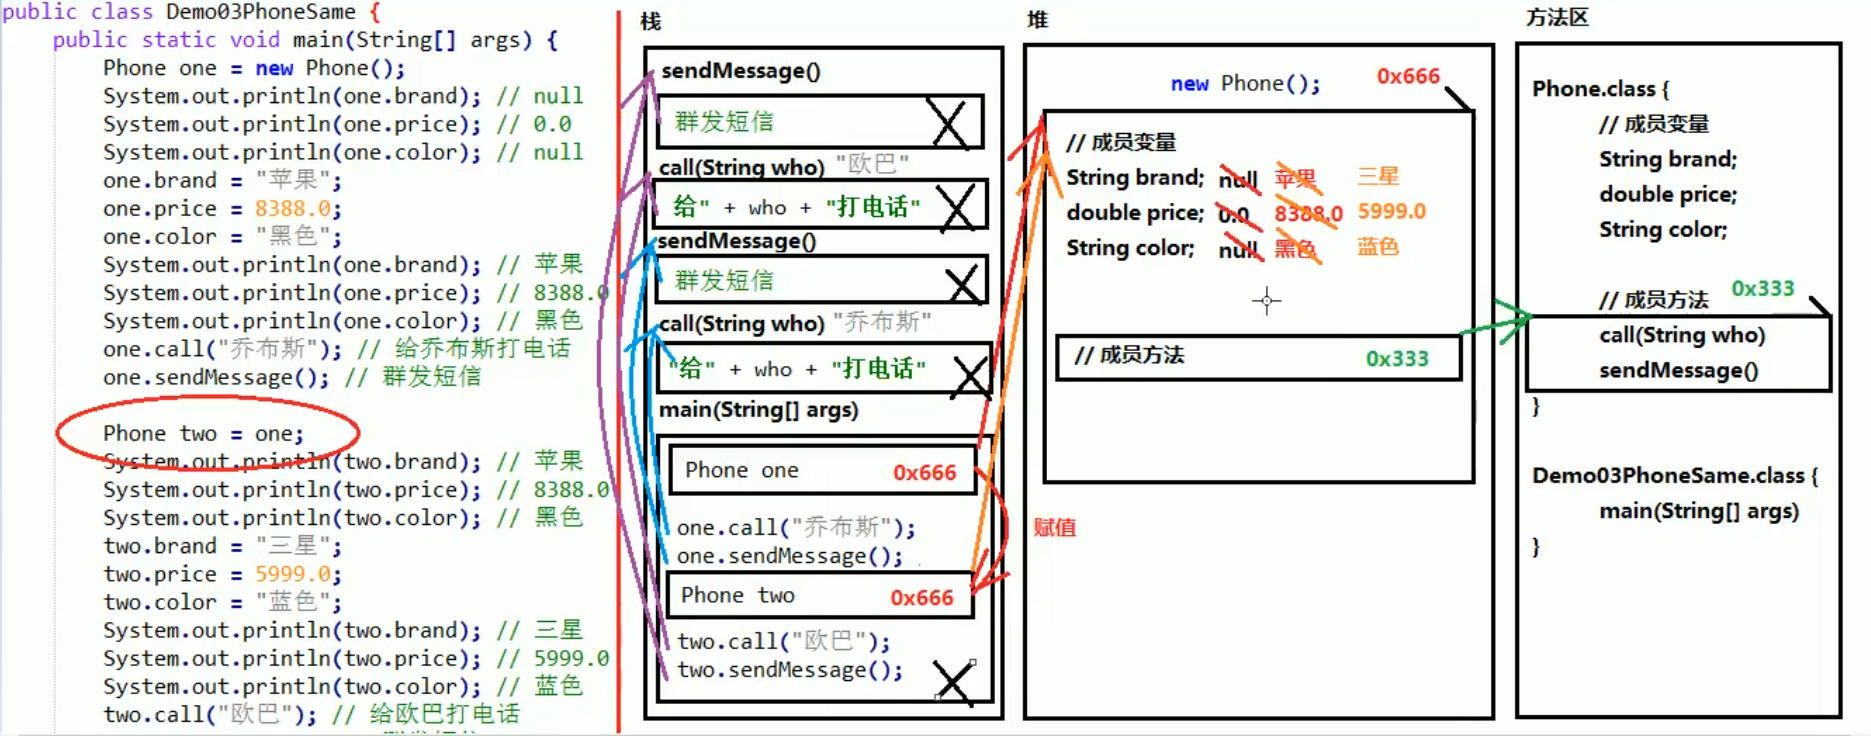 public class Demo03PhoneSame {
public static void main(String[] args) {
Phone one = new Phone();
System.out.println(one.brand); // null
System.out.println(one.price); // 0.0
System.out.println(one.color); // null
one.brand = "苹果";
one.price = 8388.0;
one.color = "黑色";
System.out.println(one.brand); // 苹果
System.out.println(one.price); // 8388.0
System.out.println(one.color); // 黑色
one.call("乔布斯"); // 给乔布斯打电话
one.sendMessage(); // 群发短信
Phone two = one;
System.out.println(two.brand); // 苹果
System.out.println(two.price); // 8388.0
System.out.println(two.color); // 黑色
two.brand = "三星";
two.price = 5999.0;
two.color = "蓝色";
System.out.println(two.brand); // 三星
System.out.println(two.price); // 5999.0
System.out.println(two.color); // 蓝色
two.call("欧巴"); // 给欧巴打电话
栈
sendMessage()
群发短信
call(String who) "欧巴"
给" + who + "打电话"
sendMessage()
群发短信
call(String who) "乔布斯"
"给" + who + "打电话"
main(String[] args)
Phone one 0x666
one.call("乔布斯");
one.sendMessage();
Phone two 0x666
two.call("欧巴");
two.sendMessage();
赋值
堆
new Phone(); 0x666
// 成员变量
String brand; null 苹果 三星
double price; 0.0 8388.0 5999.0
String color; null 黑色 蓝色
// 成员方法 0x333
方法区
Phone.class {
// 成员变量
String brand;
double price;
String color;
// 成员方法 0x333
call(String who)
sendMessage()
}
Demo03PhoneSame.class {
main(String[] args)
}